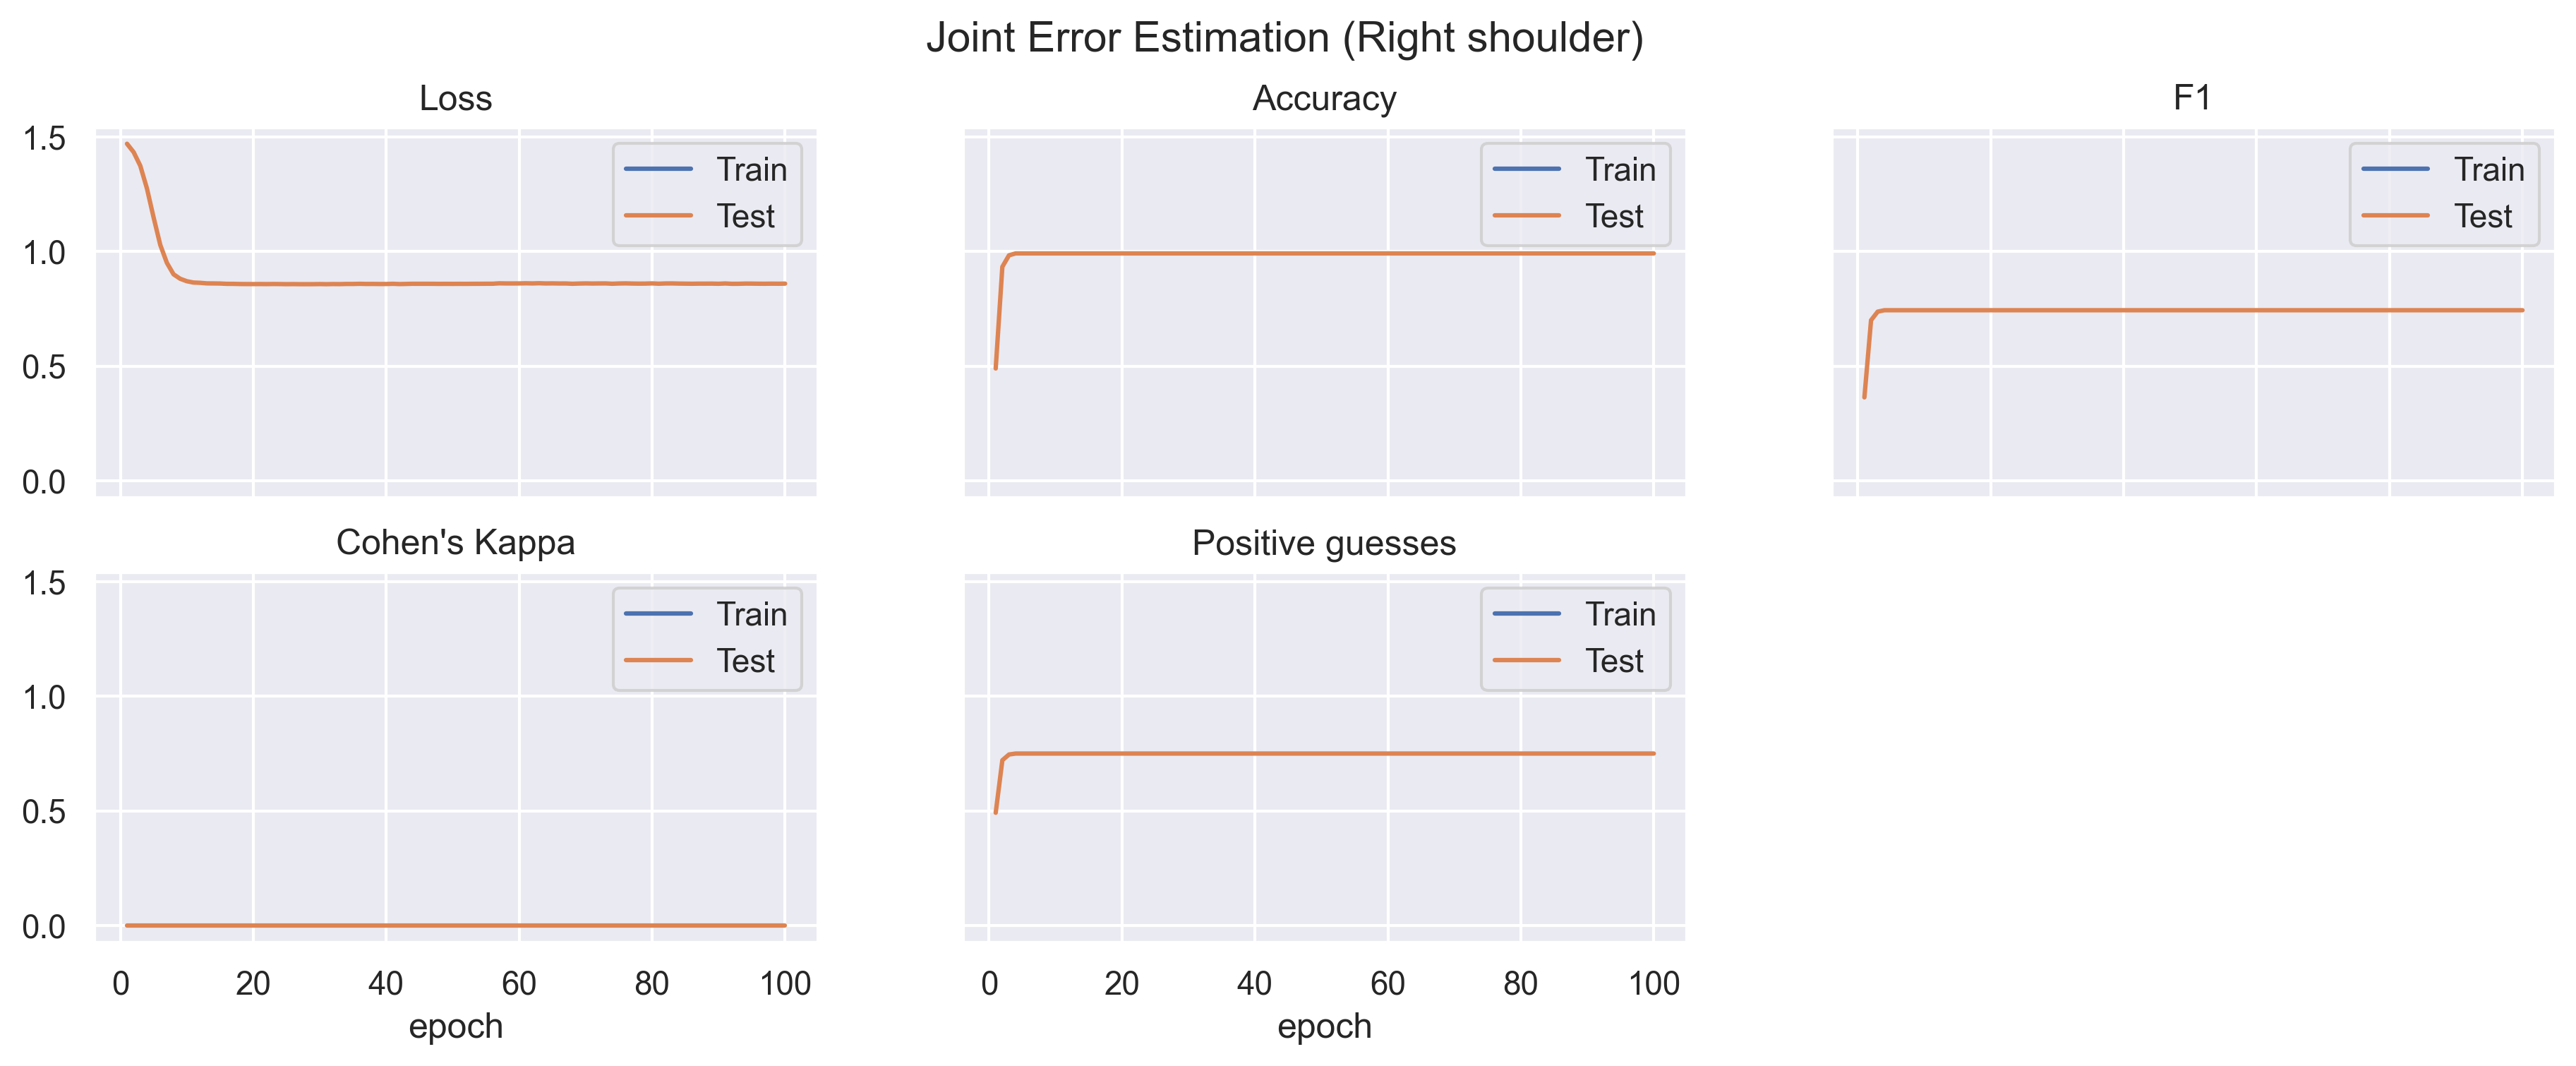 Joint Error Estimation (Right shoulder)
Loss
1.5
1.0
0.5
0.0
Train
Test
Accuracy
Train
Test
F1
Train
Test
Cohen's Kappa
1.5
1.0
0.5
0.0
Train
Test
0 20 40 60 80 100
epoch
Positive guesses
Train
Test
0 20 40 60 80 100
epoch